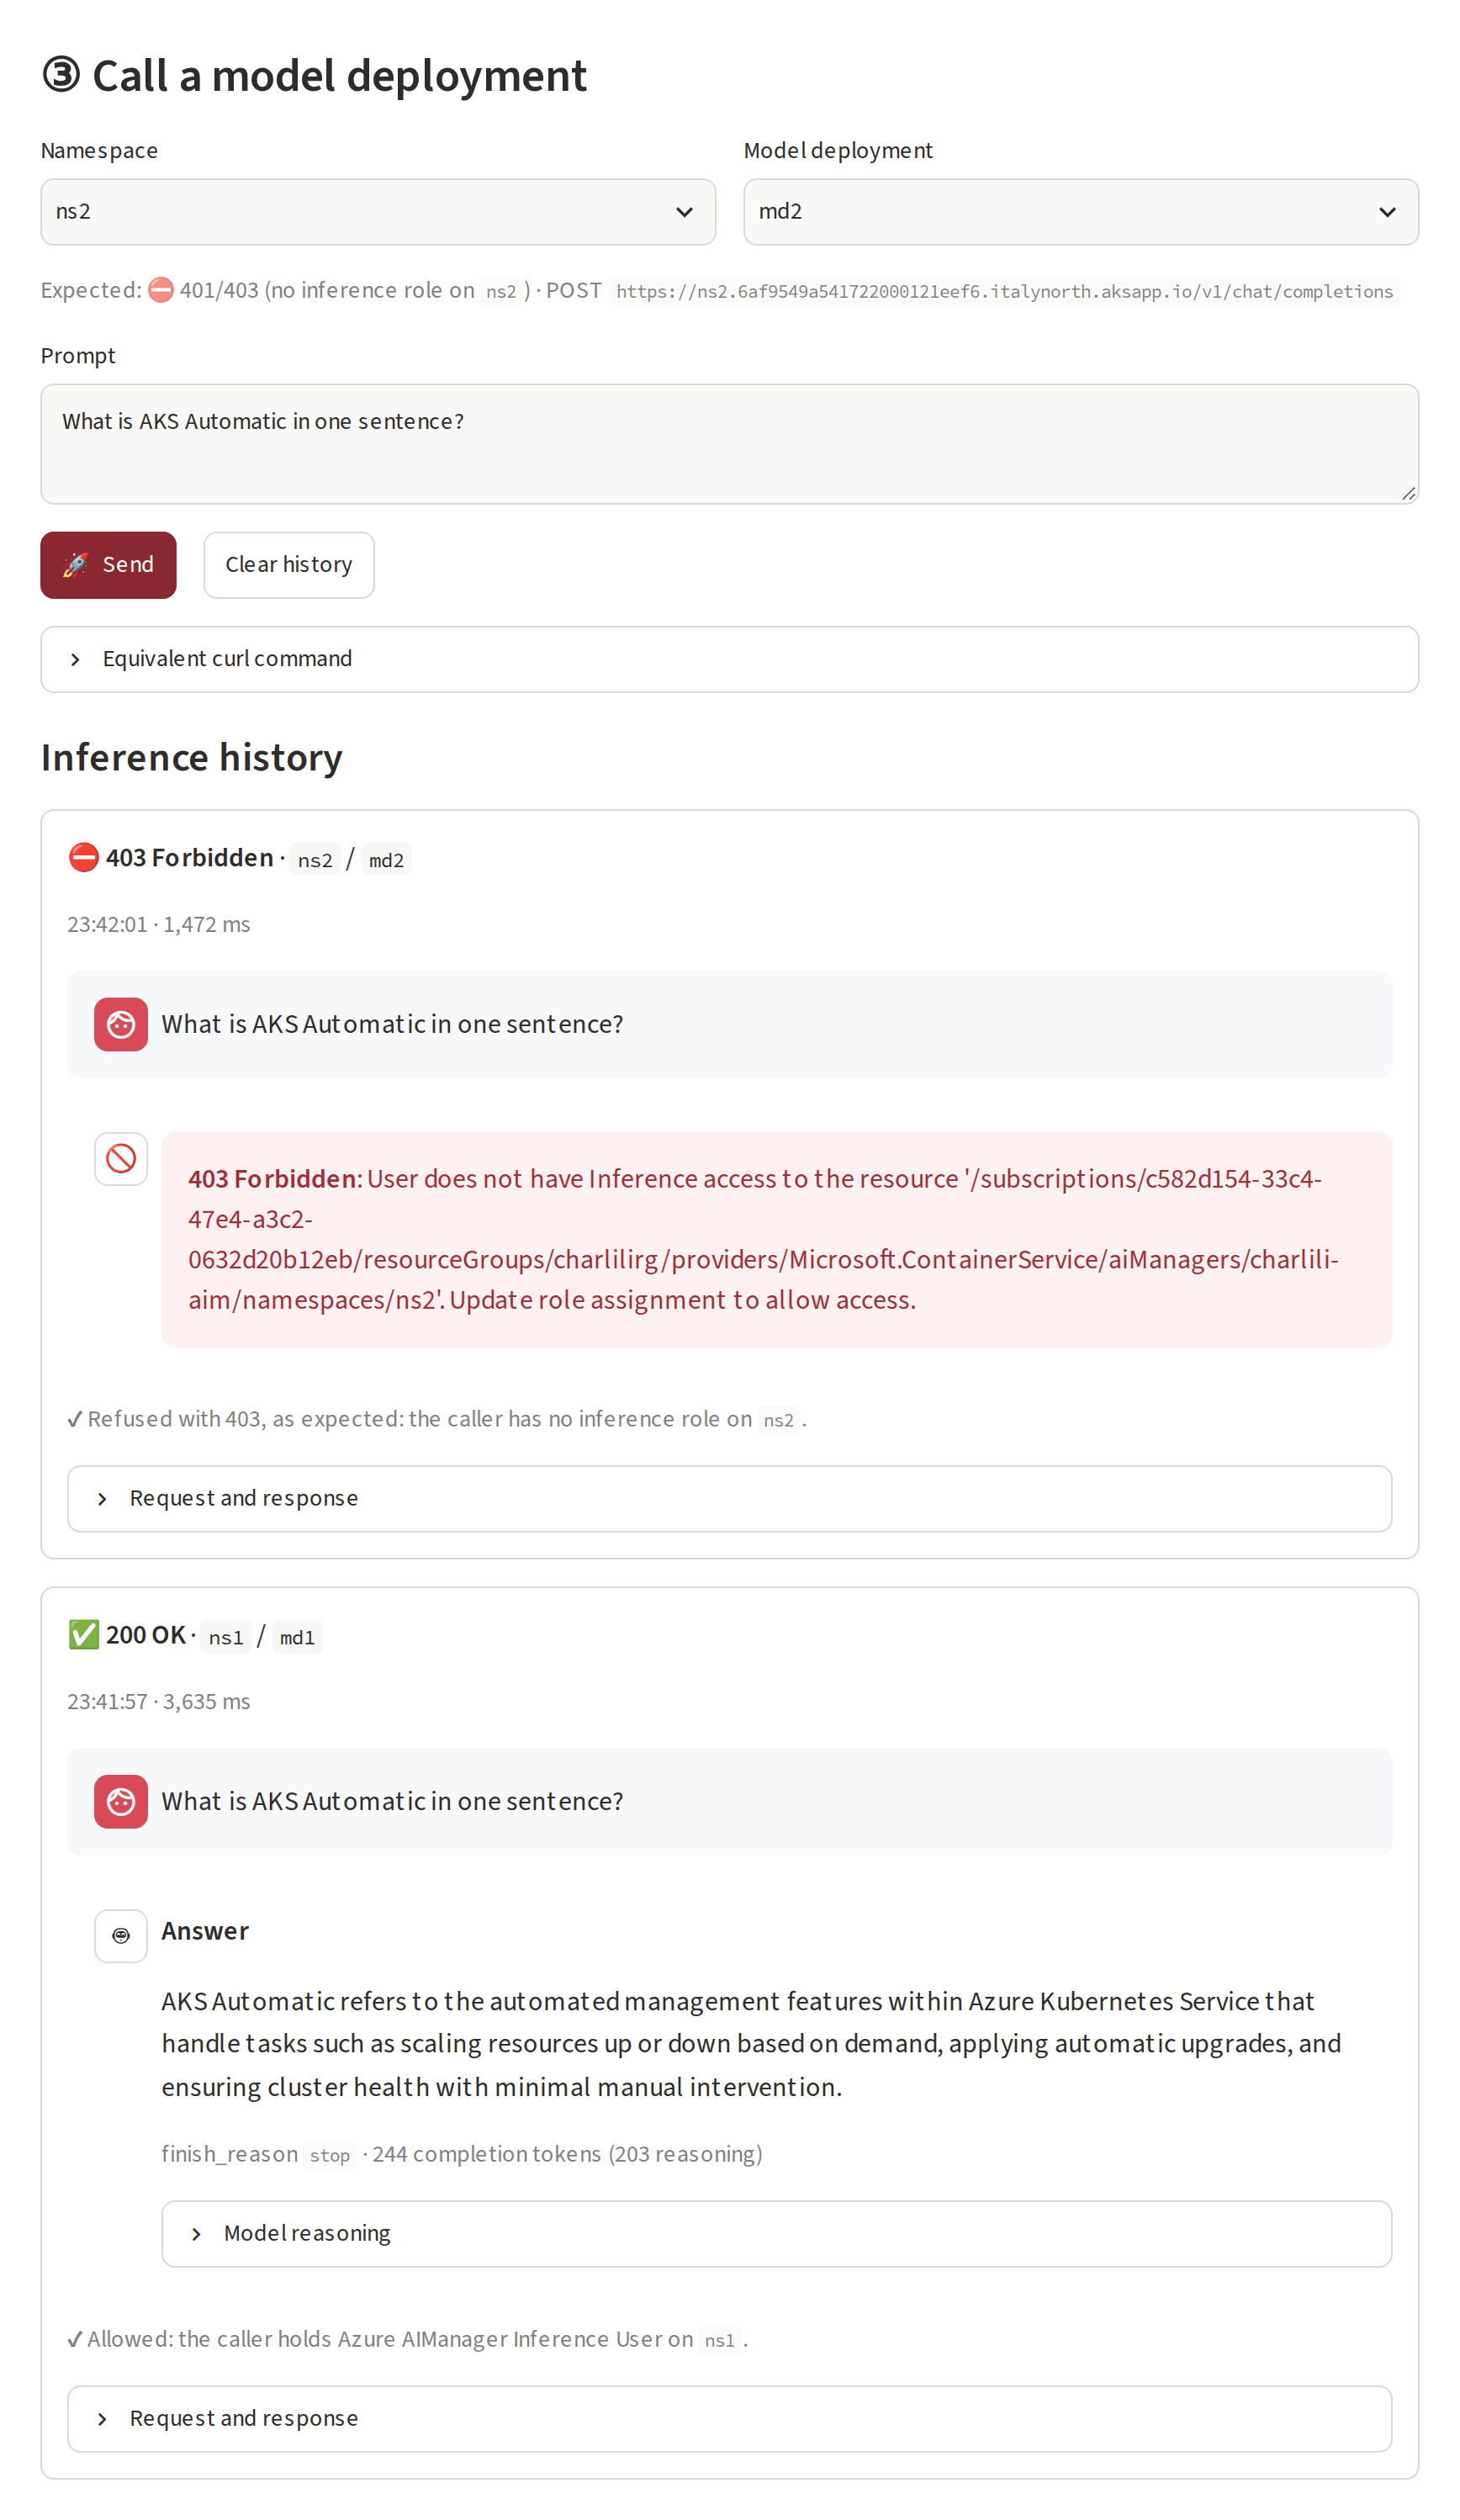 ③ Call a model deployment
Namespace
Model deployment
ns2
md2
Expected: ⛔ 401/403 (no inference role on ns2 ) · POST https://ns2.6af9549a541722000121eef6.italynorth.aksapp.io/v1/chat/completions
Prompt
What is AKS Automatic in one sentence?
🚀 Send
Clear history
Equivalent curl command
Inference history
⛔ 403 Forbidden · ns2 / md2
23:42:01 · 1,472 ms
What is AKS Automatic in one sentence?
403 Forbidden: User does not have Inference access to the resource '/subscriptions/c582d154-33c4-
47e4-a3c2-
0632d20b12eb/resourceGroups/charlilirg/providers/Microsoft.ContainerService/aiManagers/charlili-
aim/namespaces/ns2'. Update role assignment to allow access.
✓ Refused with 403, as expected: the caller has no inference role on ns2 .
Request and response
✅ 200 OK · ns1 / md1
23:41:57 · 3,635 ms
What is AKS Automatic in one sentence?
Answer
AKS Automatic refers to the automated management features within Azure Kubernetes Service that
handle tasks such as scaling resources up or down based on demand, applying automatic upgrades, and
ensuring cluster health with minimal manual intervention.
finish_reason stop · 244 completion tokens (203 reasoning)
Model reasoning
✓ Allowed: the caller holds Azure AIManager Inference User on ns1 .
Request and response